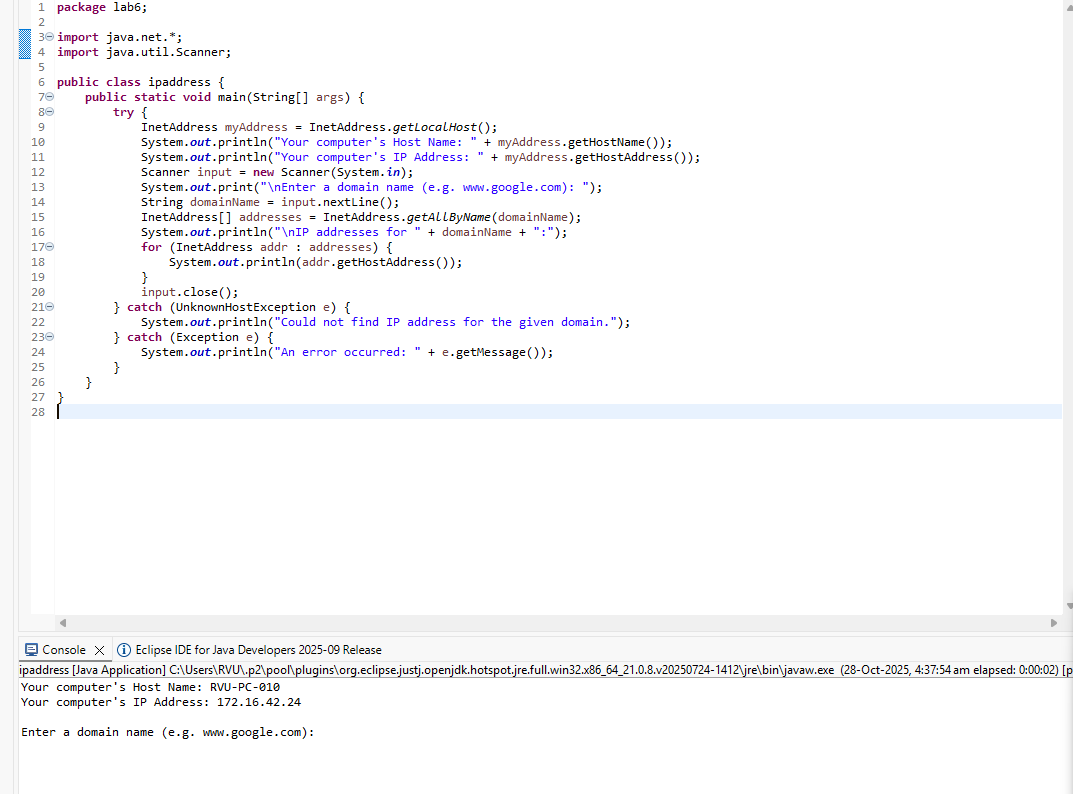 1 package lab6;
2
3 import java.net.*;
4 import java.util.Scanner;
5
6 public class ipaddress {
7     public static void main(String[] args) {
8         try {
9             InetAddress myAddress = InetAddress.getLocalHost();
10             System.out.println("Your computer's Host Name: " + myAddress.getHostName());
11             System.out.println("Your computer's IP Address: " + myAddress.getHostAddress());
12             Scanner input = new Scanner(System.in);
13             System.out.print("\nEnter a domain name (e.g. www.google.com): ");
14             String domainName = input.nextLine();
15             InetAddress[] addresses = InetAddress.getAllByName(domainName);
16             System.out.println("\nIP addresses for " + domainName + ":");
17             for (InetAddress addr : addresses) {
18                 System.out.println(addr.getHostAddress());
19             }
20             input.close();
21         } catch (UnknownHostException e) {
22             System.out.println("Could not find IP address for the given domain.");
23         } catch (Exception e) {
24             System.out.println("An error occurred: " + e.getMessage());
25         }
26     }
27 }
28
Console Eclipse IDE for Java Developers 2025-09 Release
ipaddress [Java Application] C:\Users\RVU\.p2\pool\plugins\org.eclipse.justj.openjdk.hotspot.jre.full.win32.x86_64_21.0.8.v20250724-1412\jre\bin\javaw.exe (28-Oct-2025, 4:37:54 am elapsed: 0:00:02) [p
Your computer's Host Name: RVU-PC-010
Your computer's IP Address: 172.16.42.24
Enter a domain name (e.g. www.google.com):